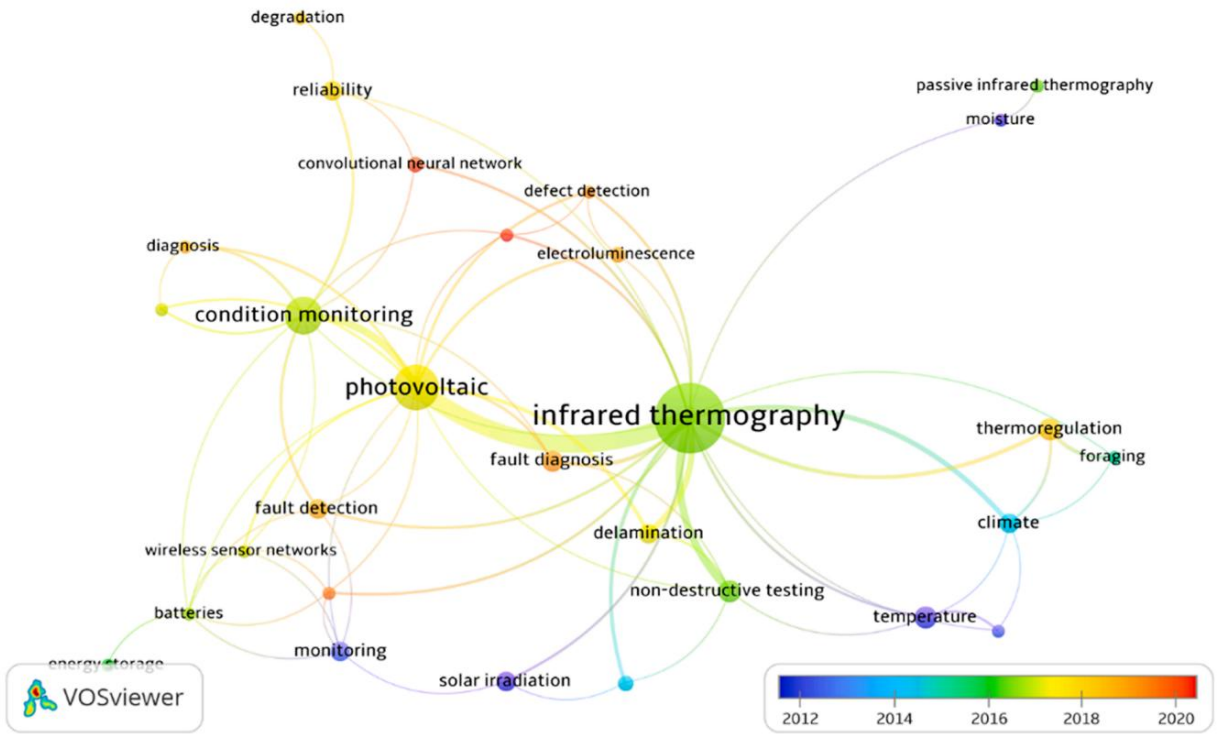 degradation
reliability
passive infrared thermography
moisture
convolutional neural network
defect detection
diagnosis
electroluminescence
condition monitoring
photovoltaic
infrared thermography
thermoregulation
fault diagnosis
foraging
fault detection
climate
delamination
wireless sensor networks
non-destructive testing
batteries
temperature
monitoring
energy storage
solar irradiation
VOSviewer
2012 2014 2016 2018 2020